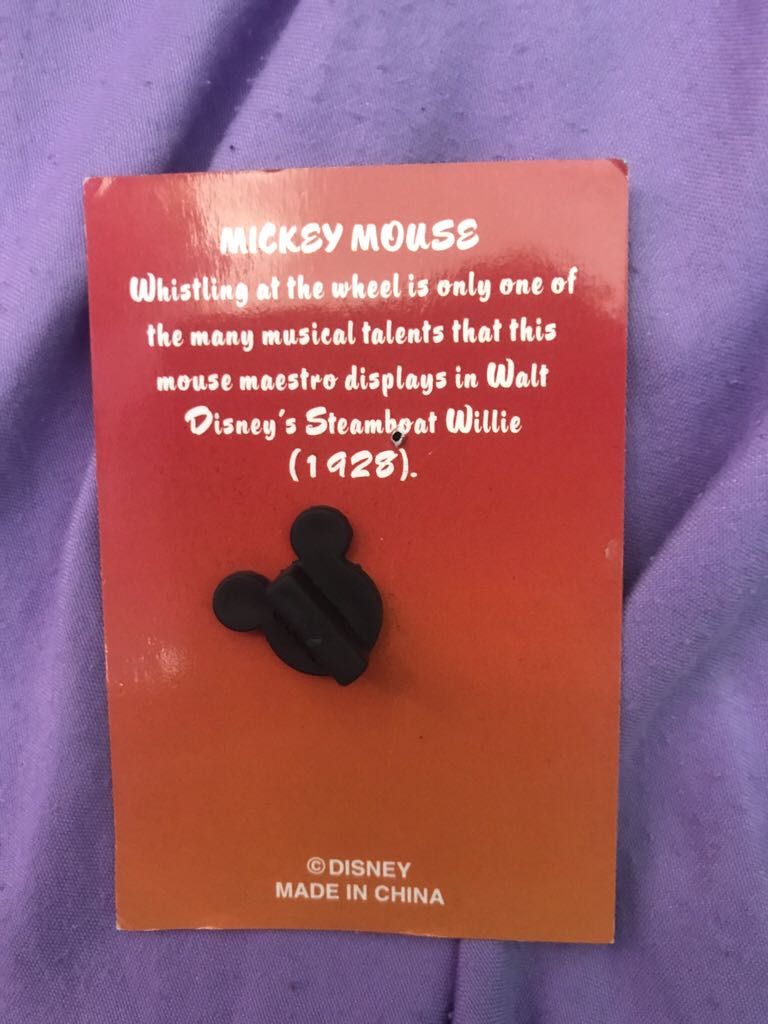 MICKEY MOUSE
Whistling at the wheel is only one of
the many musical talents that this
mouse maestro displays in Walt
Disney's Steamboat Willie
(1928).
©DISNEY
MADE IN CHINA